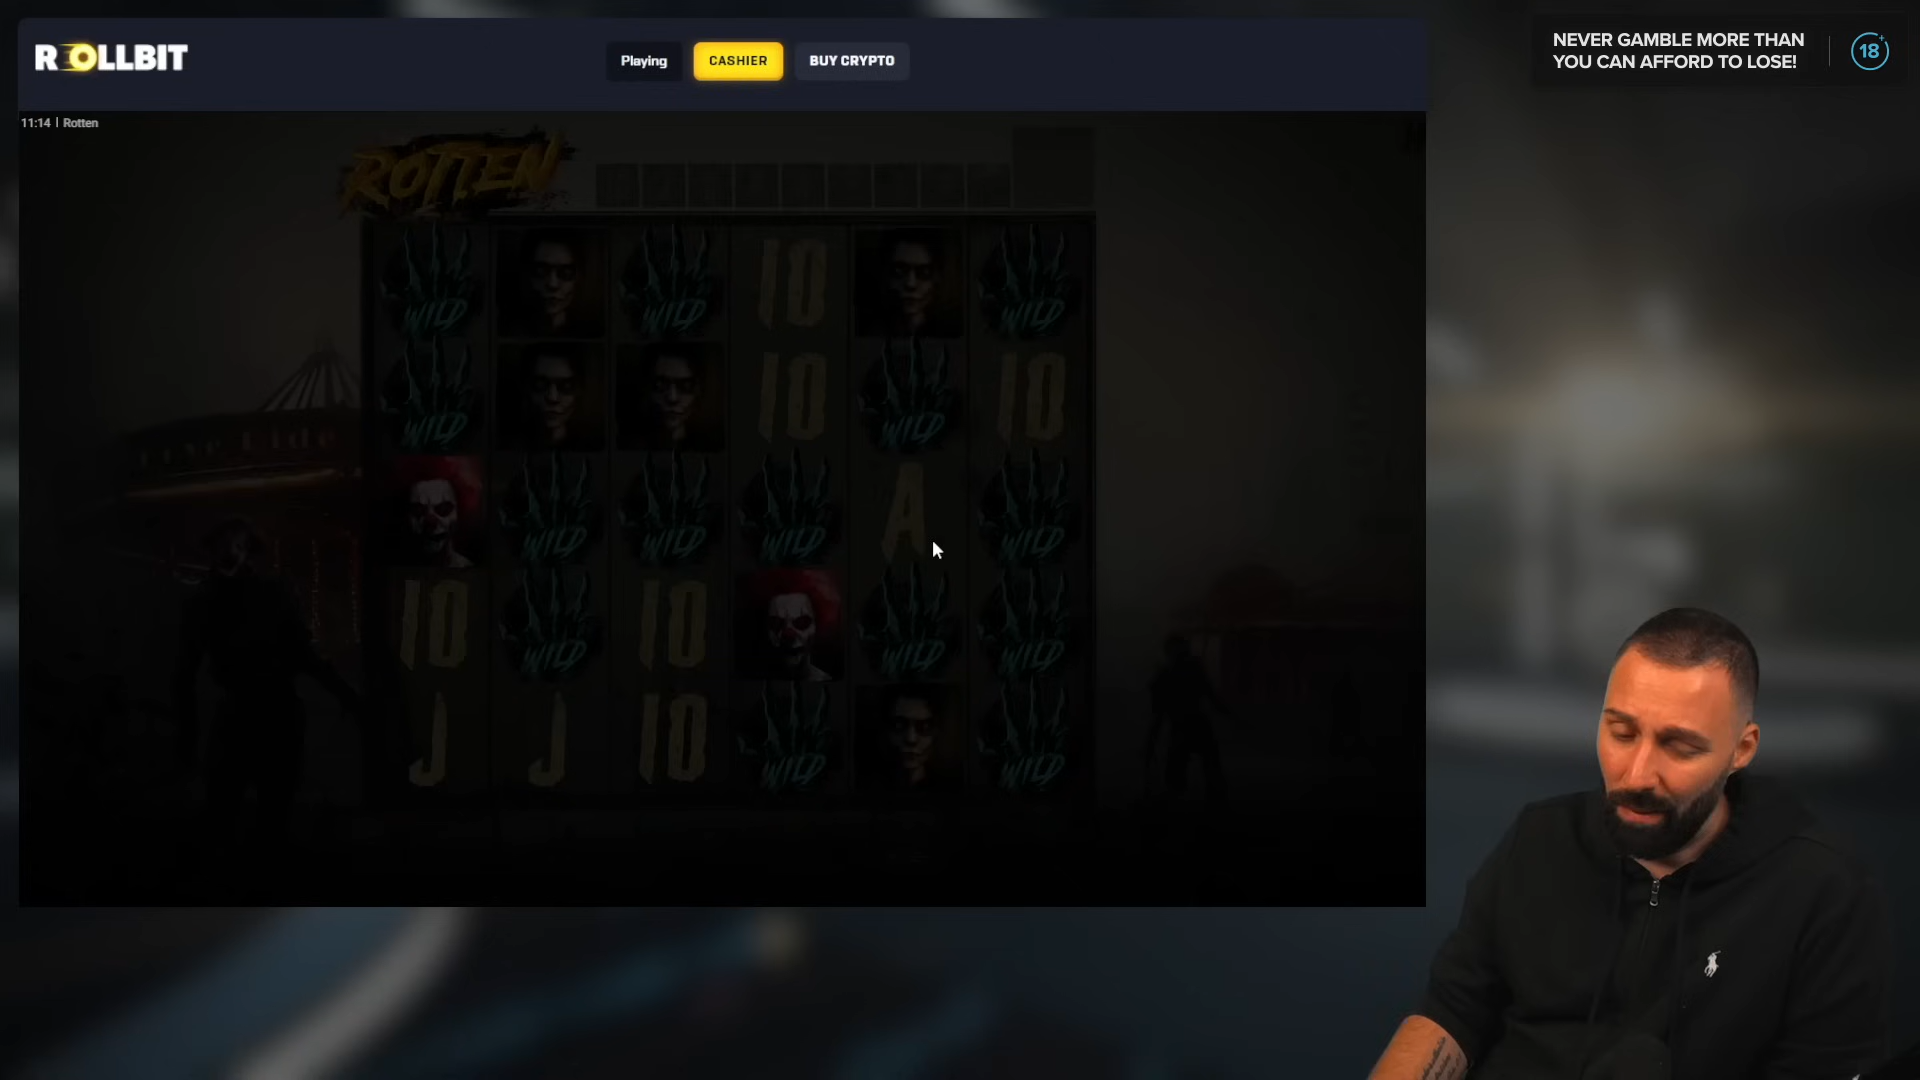 ROLLBIT
Playing
CASHIER
BUY CRYPTO
NEVER GAMBLE MORE THAN
YOU CAN AFFORD TO LOSE!
18+
11:14 | Rotten
ROTTEN
WILD WILD 10 WILD
WILD 10 WILD 10
WILD WILD WILD A WILD
10 WILD 10 WILD WILD
J J 10 WILD WILD